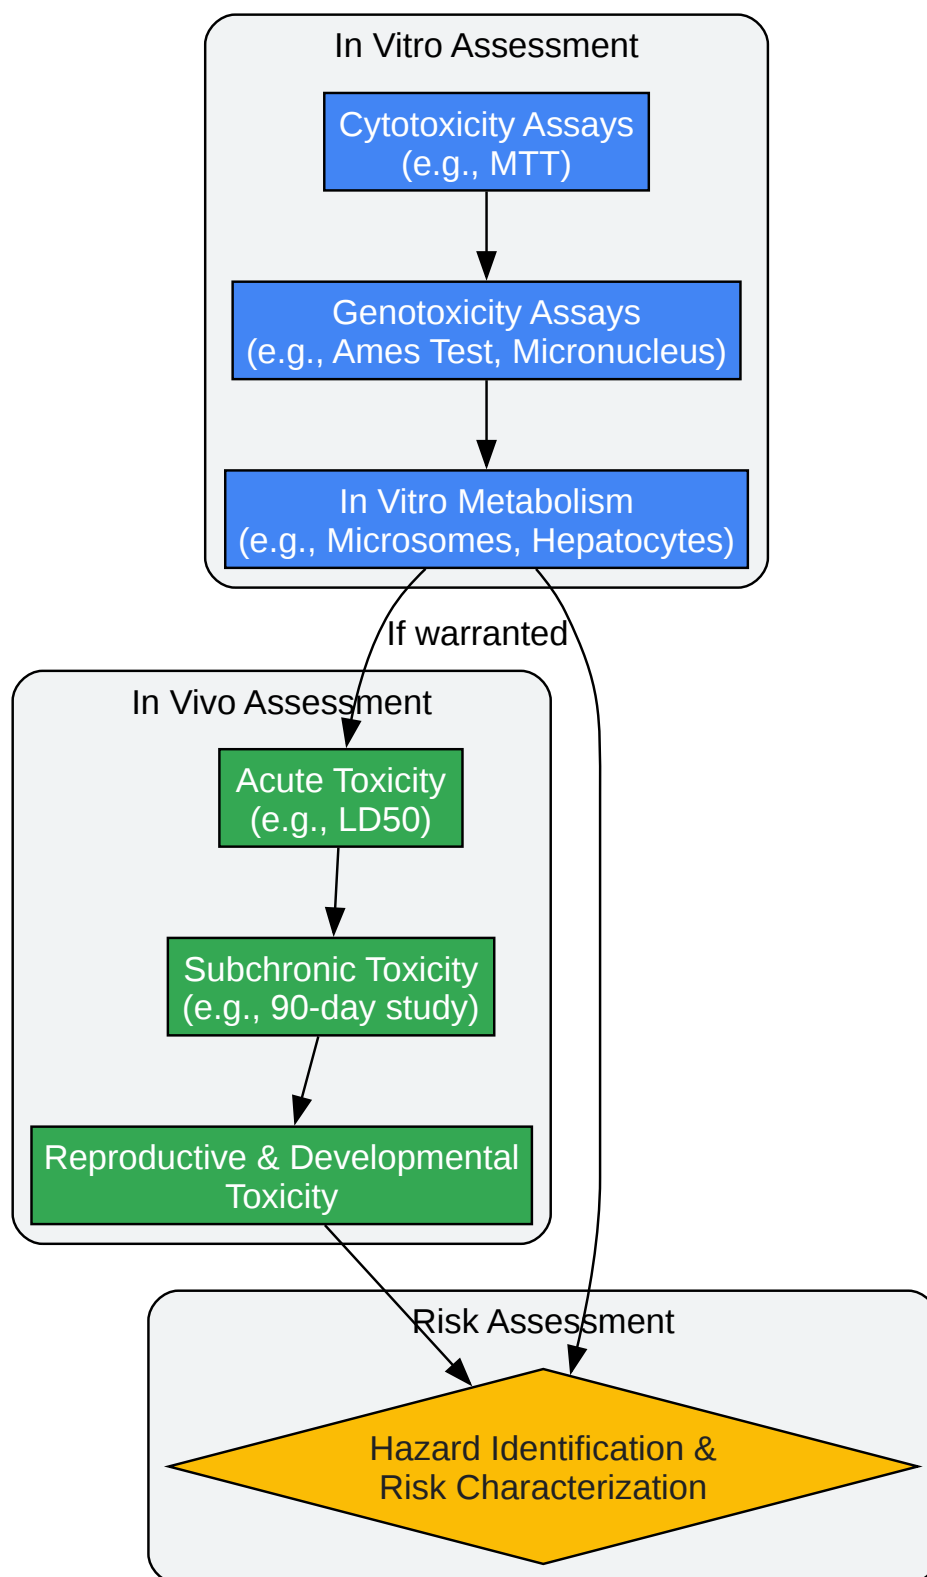 In Vitro Assessment
Cytotoxicity Assays
(e.g., MTT)
Genotoxicity Assays
(e.g., Ames Test, Micronucleus)
In Vitro Metabolism
(e.g., Microsomes, Hepatocytes)
If warranted
In Vivo Assessment
Acute Toxicity
(e.g., LD50)
Subchronic Toxicity
(e.g., 90-day study)
Reproductive & Developmental
Toxicity
Risk Assessment
Hazard Identification &
Risk Characterization